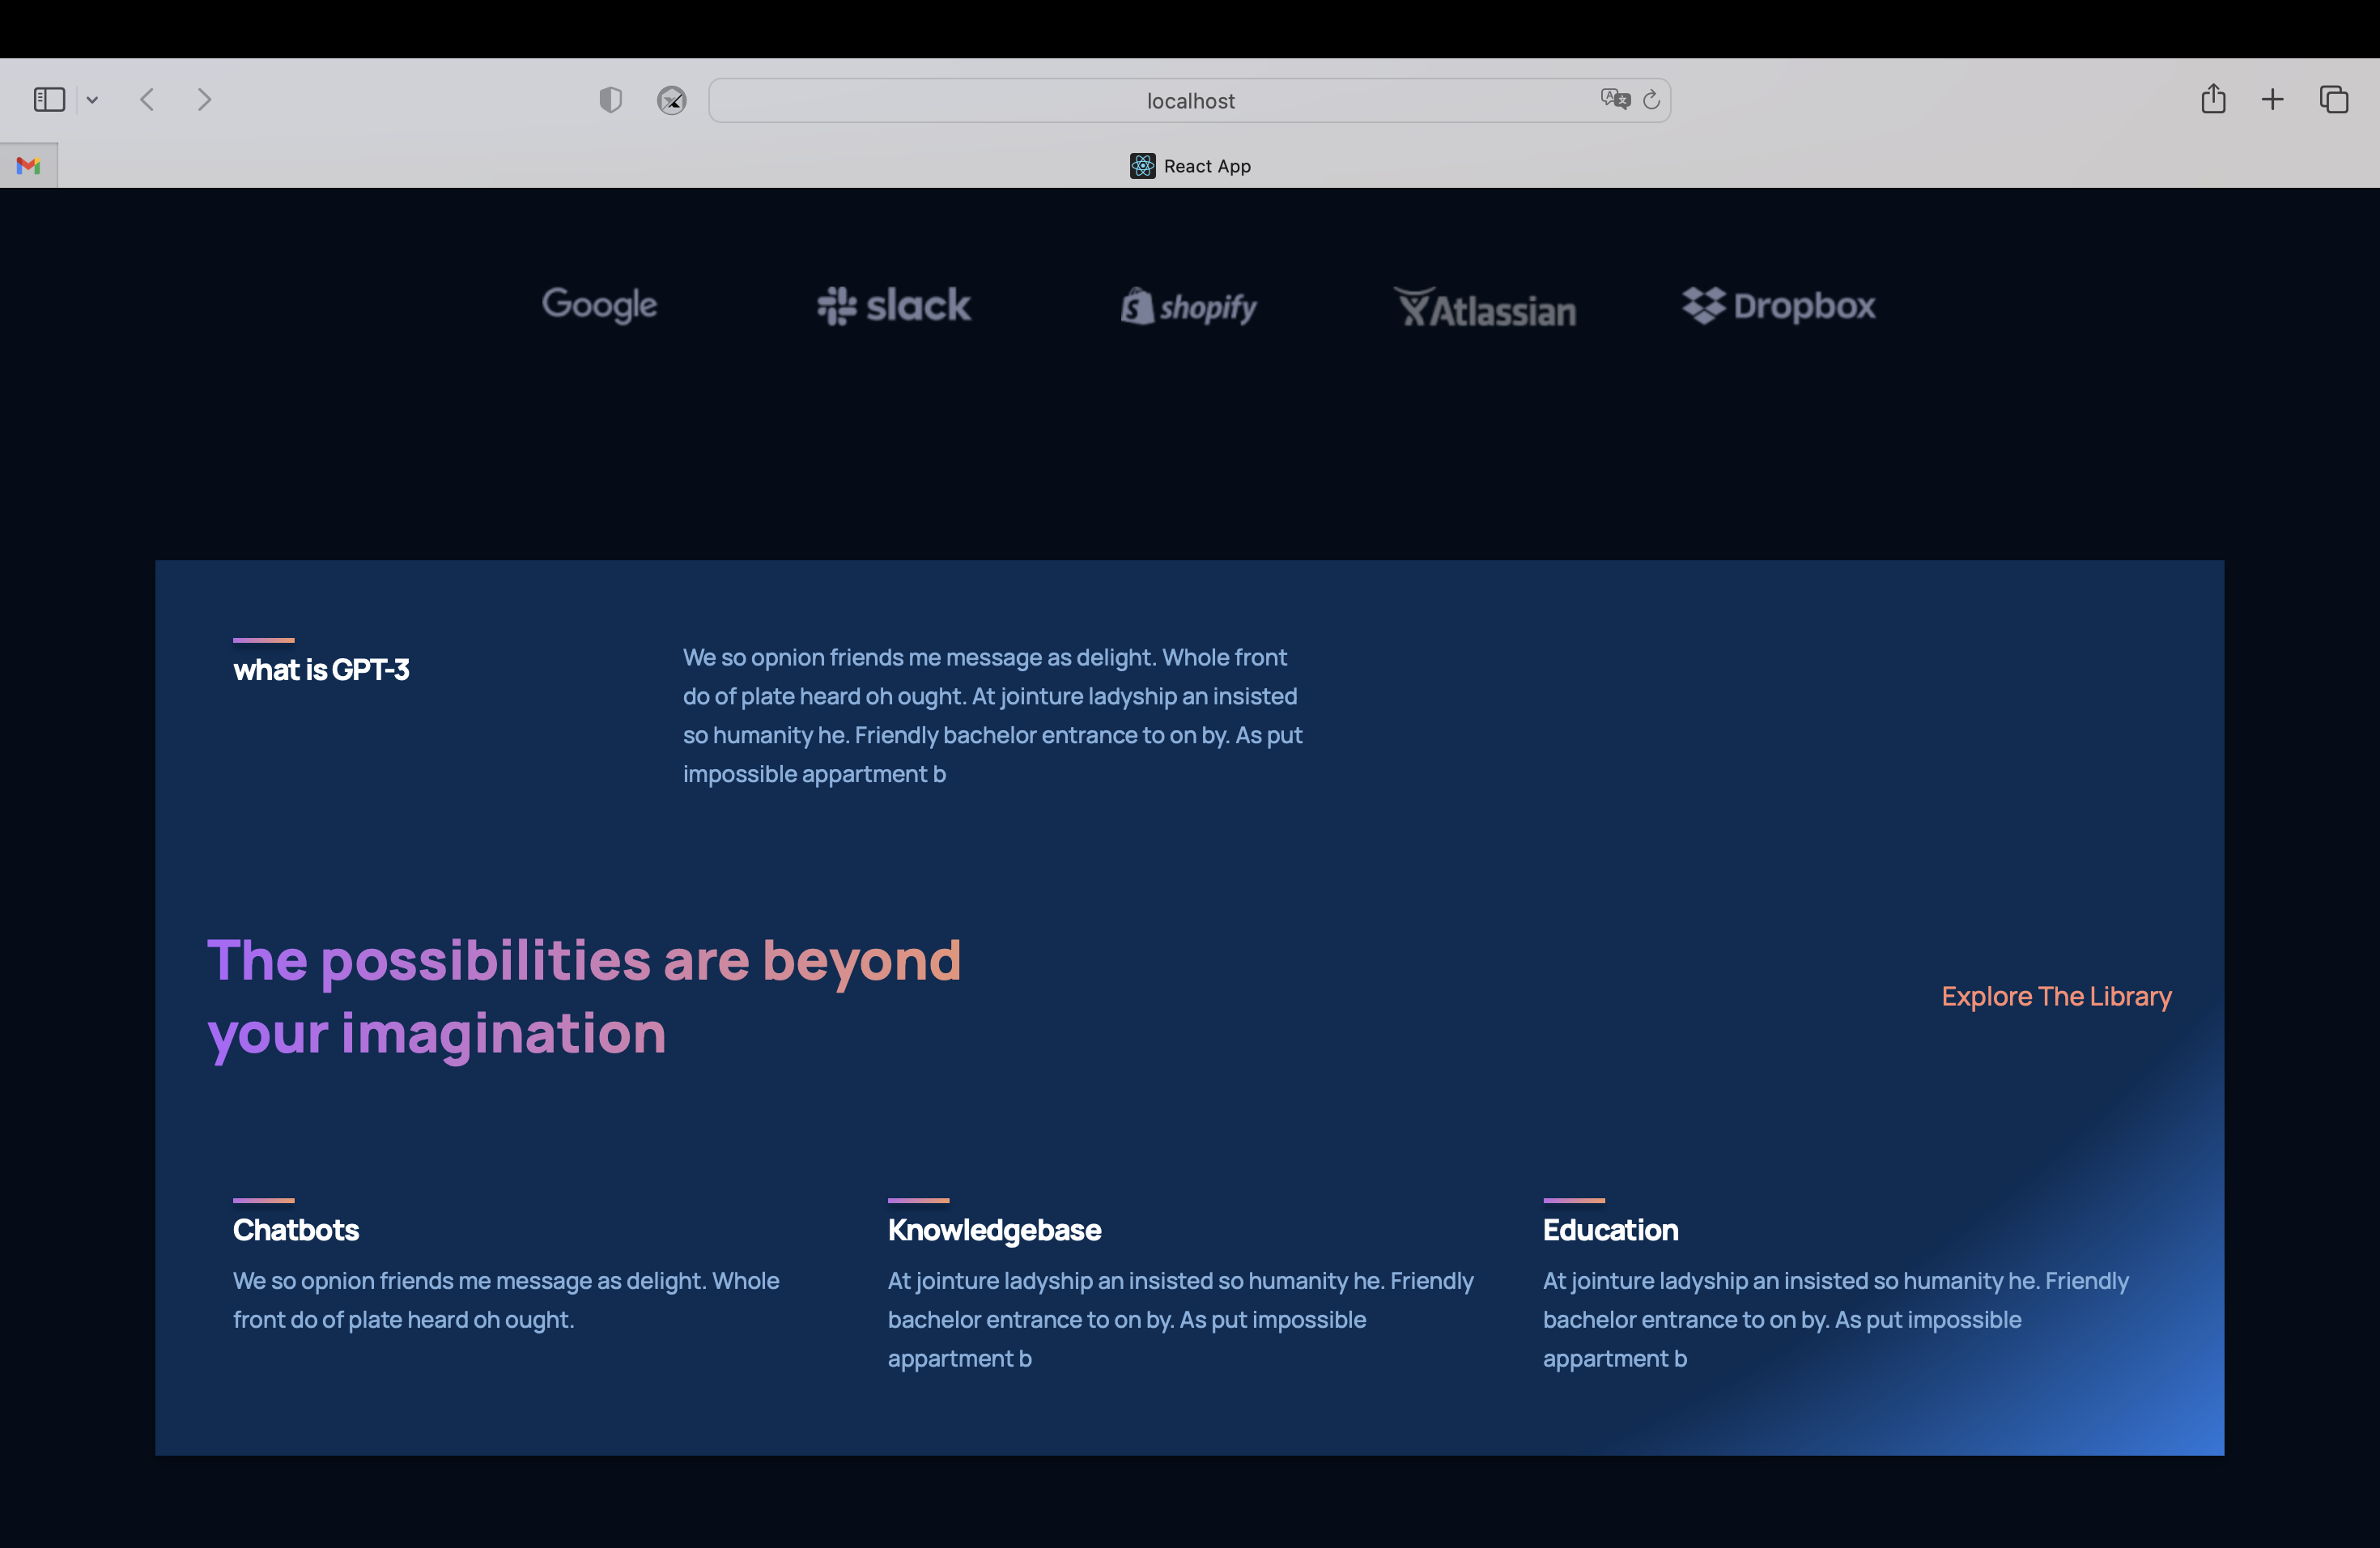 localhost
React App
Google
slack
shopify
Atlassian
Dropbox
what is GPT-3
We so opnion friends me message as delight. Whole front
do of plate heard oh ought. At jointure ladyship an insisted
so humanity he. Friendly bachelor entrance to on by. As put
impossible appartment b
The possibilities are beyond
your imagination
Explore The Library
Chatbots
We so opnion friends me message as delight. Whole
front do of plate heard oh ought.
Knowledgebase
At jointure ladyship an insisted so humanity he. Friendly
bachelor entrance to on by. As put impossible
appartment b
Education
At jointure ladyship an insisted so humanity he. Friendly
bachelor entrance to on by. As put impossible
appartment b